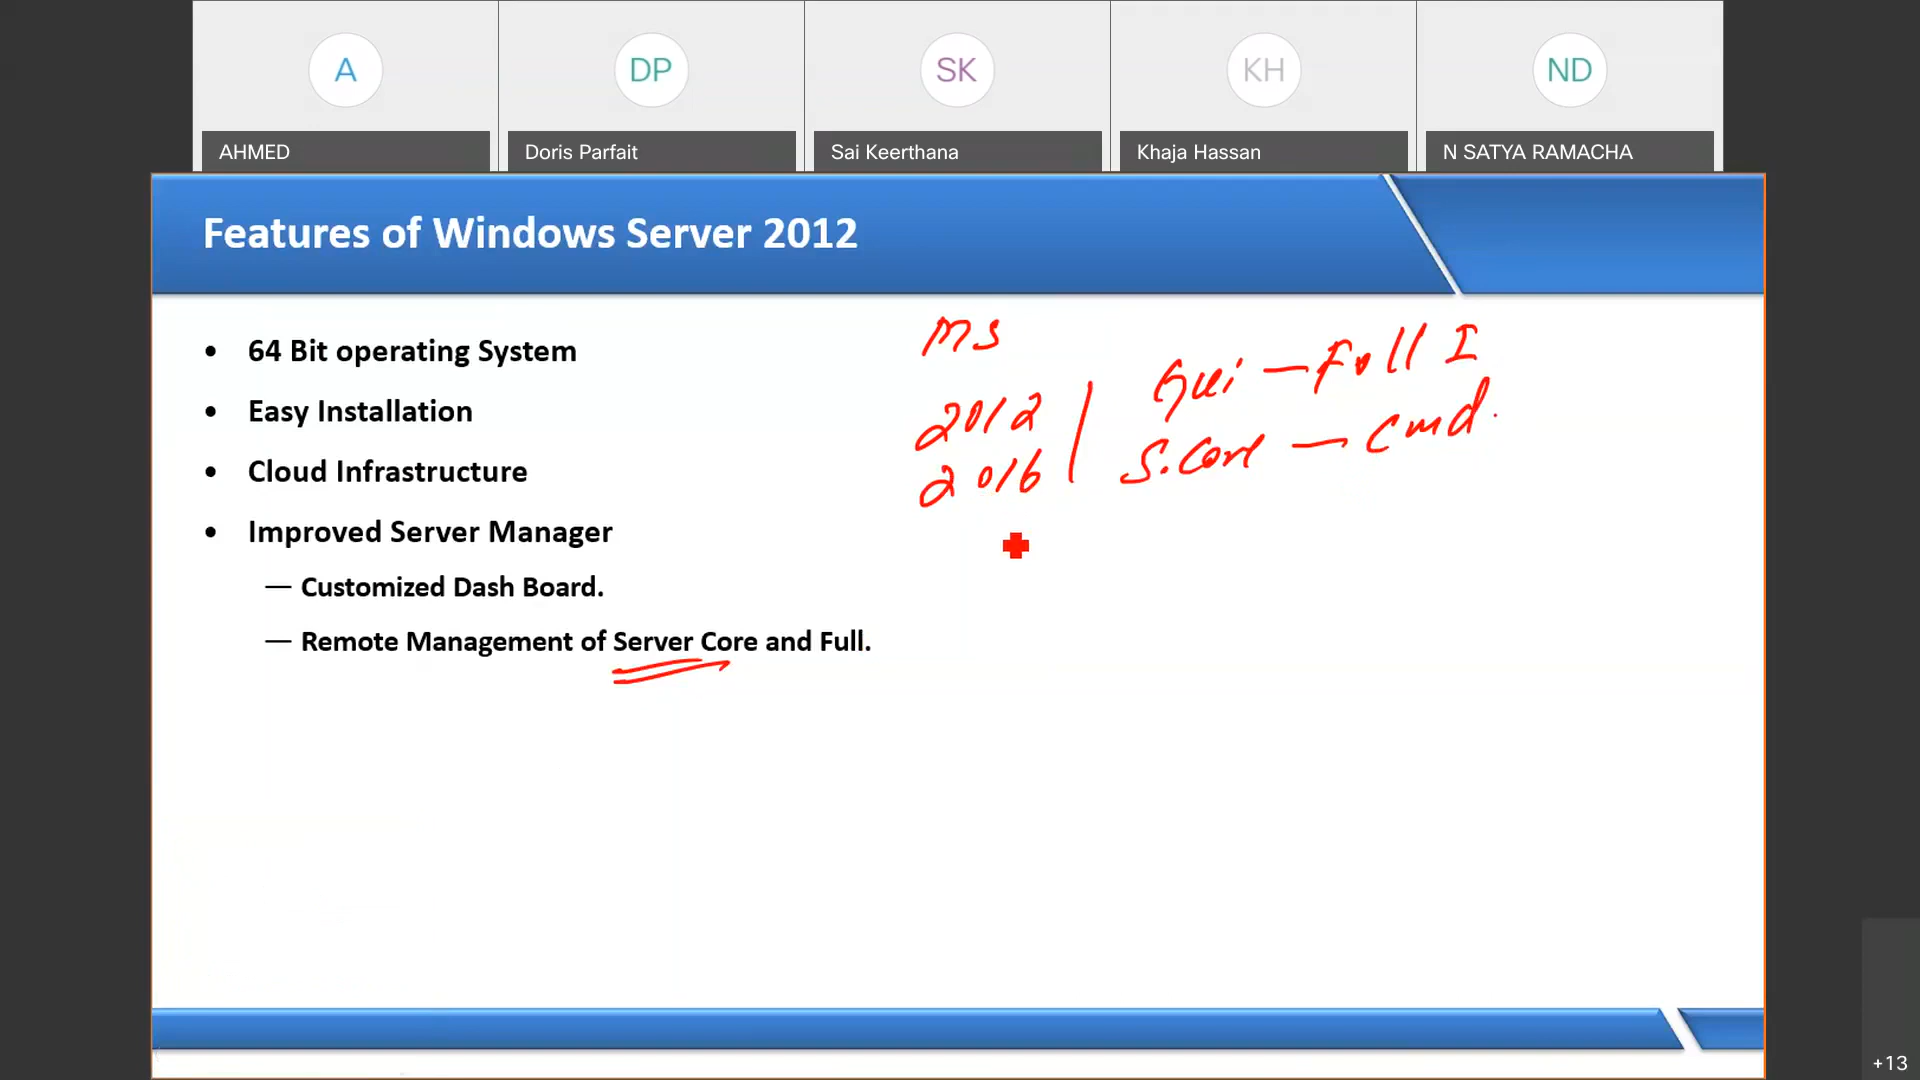 A DP SK KH ND
AHMED Doris Parfait Sai Keerthana Khaja Hassan N SATYA RAMACHA
Features of Windows Server 2012
• 64 Bit operating System
• Easy Installation
• Cloud Infrastructure
• Improved Server Manager
— Customized Dash Board.
— Remote Management of Server Core and Full.
MS
2012
2016
Gui — Full I
S.Core — Cmd.
+13